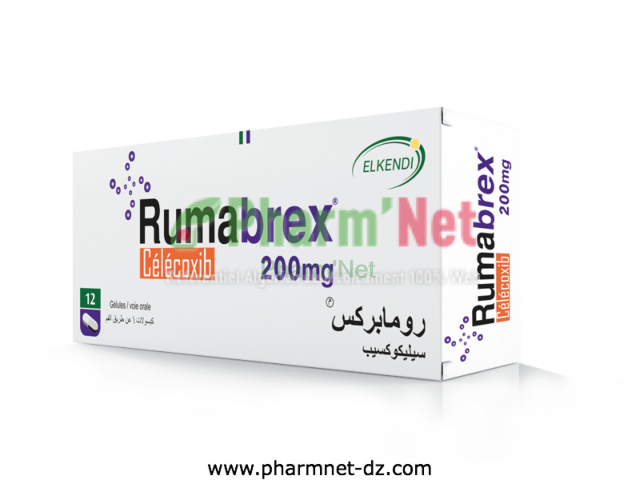 ELKENDI
Rumabrex®
Célécoxib
200mg
Pharm'Net
Net
12
Gélules / voie orale
كبسولات \ عن طريق الفم
رومابركس
سيليكوكسيب
Rumabrex®
200mg
Célécoxib
www.pharmnet-dz.com